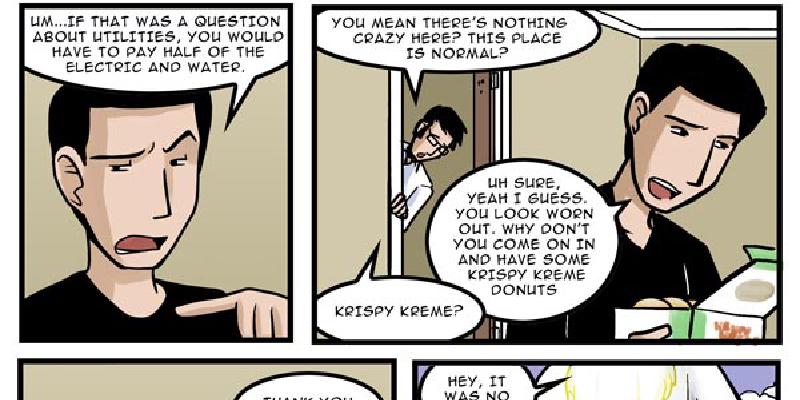 UM...IF THAT WAS A QUESTION
ABOUT UTILITIES, YOU WOULD
HAVE TO PAY HALF OF THE
ELECTRIC AND WATER.
YOU MEAN THERE'S NOTHING
CRAZY HERE? THIS PLACE
IS NORMAL?
UH SURE,
YEAH I GUESS.
YOU LOOK WORN
OUT. WHY DON'T
YOU COME ON IN
AND HAVE SOME
KRISPY KREME
DONUTS
KRISPY KREME?
THANK YOU
HEY, IT
WAS NO